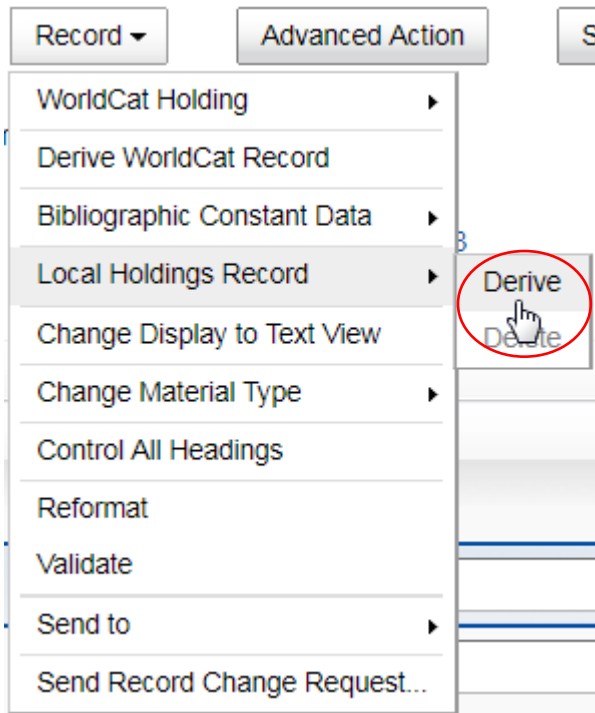 Record
Advanced Action
S
WorldCat Holding
Derive WorldCat Record
Bibliographic Constant Data
Local Holdings Record
Derive
Delete
Change Display to Text View
Change Material Type
Control All Headings
Reformat
Validate
Send to
Send Record Change Request...